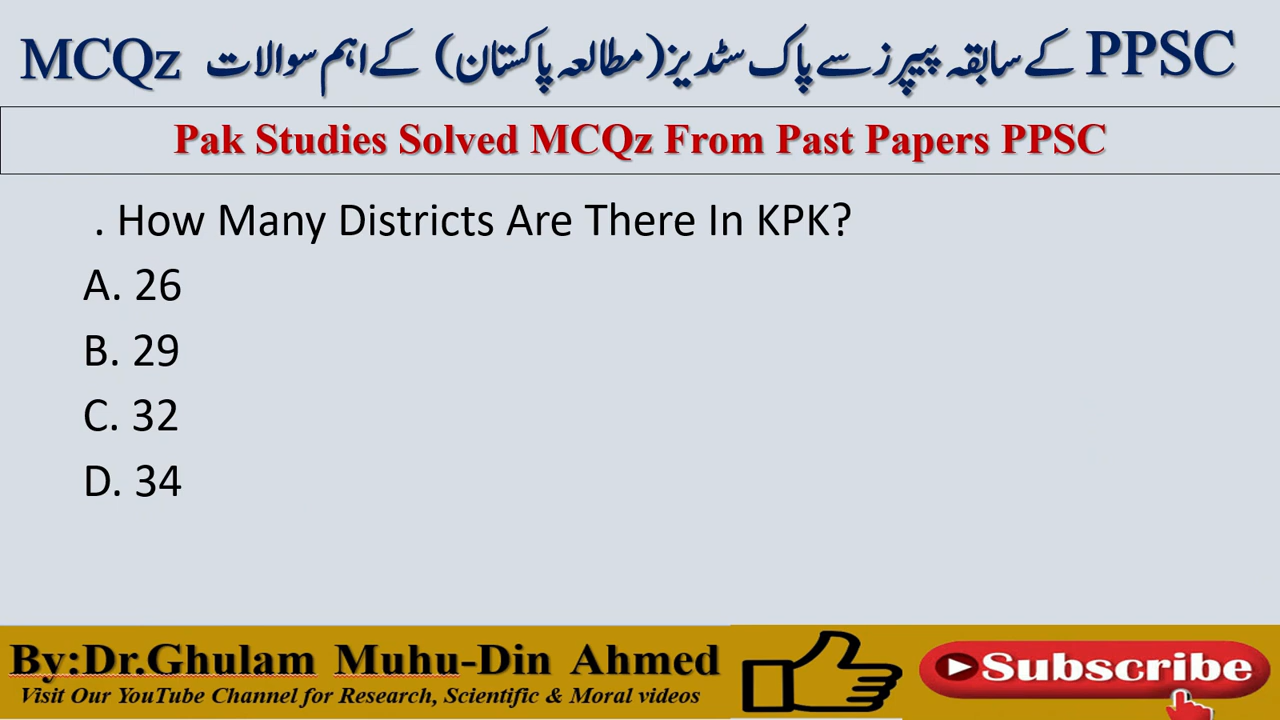 PPSC کے سابقہ پیپرز سے پاک سٹڈیز(مطالعہ پاکستان) کے اہم سوالات MCQz
Pak Studies Solved MCQz From Past Papers PPSC
. How Many Districts Are There In KPK?
A. 26
B. 29
C. 32
D. 34
By:Dr.Ghulam Muhu-Din Ahmed
Visit Our YouTube Channel for Research, Scientific & Moral videos
Subscribe